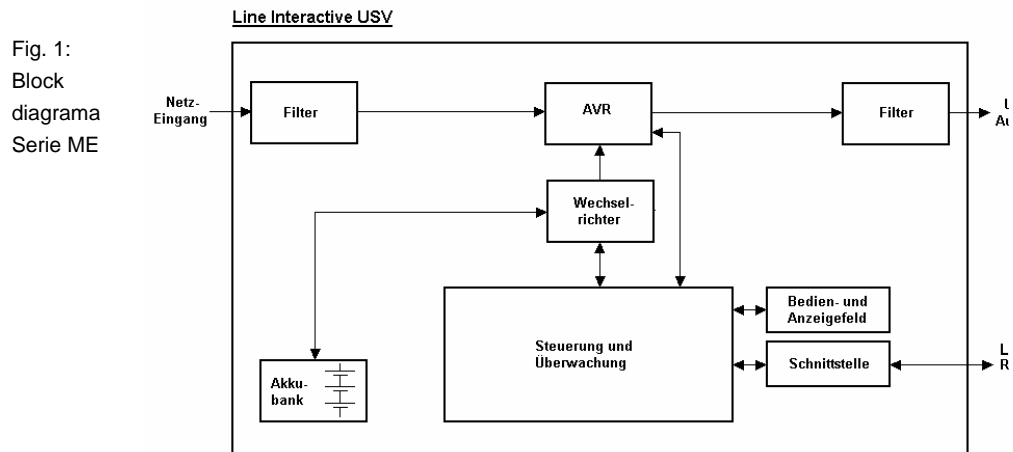 Line Interactive USV
Fig. 1:
Block
diagrama
Serie ME
Netz-
Eingang
Filter
AVR
Filter
U
Au
Wechsel-
richter
Bedien- und
Anzeigefeld
Steuerung und
Überwachung
Schnittstelle
L
R
Akku-
bank